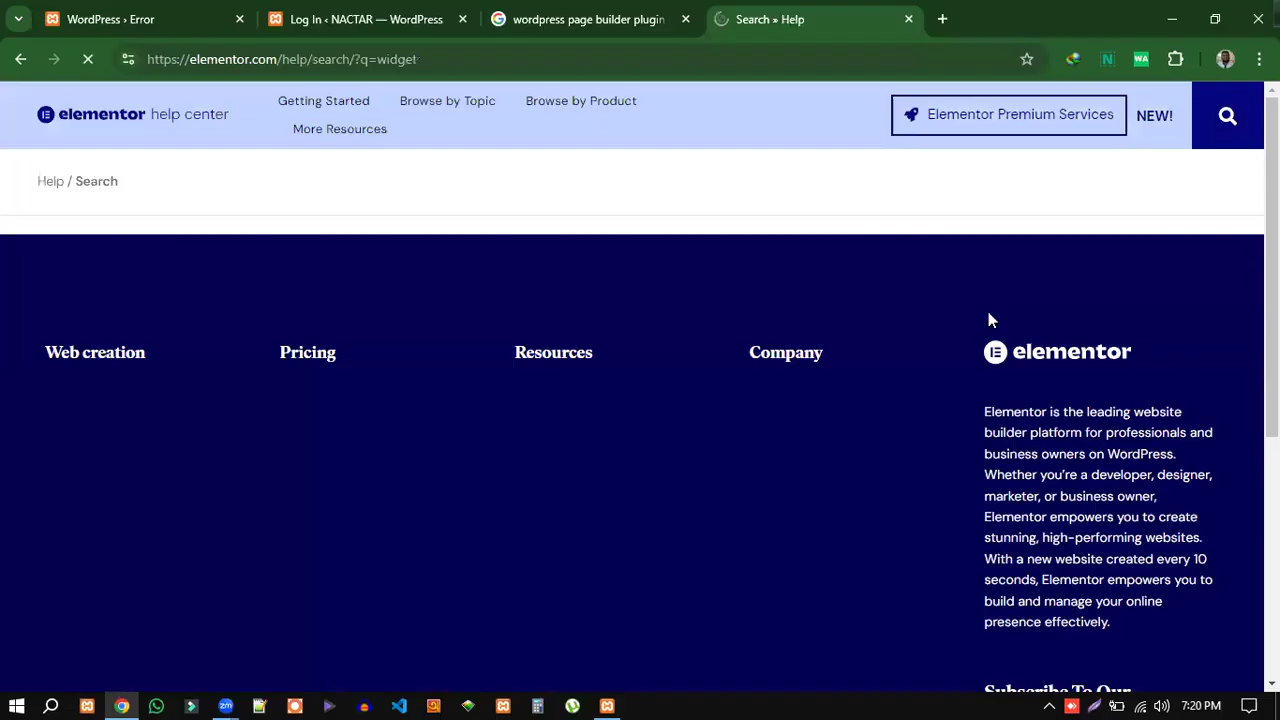 WordPress › Error
Log In ‹ NACTAR — WordPress
wordpress page builder plugin
Search » Help
https://elementor.com/help/search/?q=widget
elementor help center
Getting Started
Browse by Topic
Browse by Product
More Resources
Elementor Premium Services
NEW!
Help / Search
Web creation
Pricing
Resources
Company
elementor
Elementor is the leading website
builder platform for professionals and
business owners on WordPress.
Whether you're a developer, designer,
marketer, or business owner,
Elementor empowers you to create
stunning, high-performing websites.
With a new website created every 10
seconds, Elementor empowers you to
build and manage your online
presence effectively.
Subscribe To Our
7:20 PM